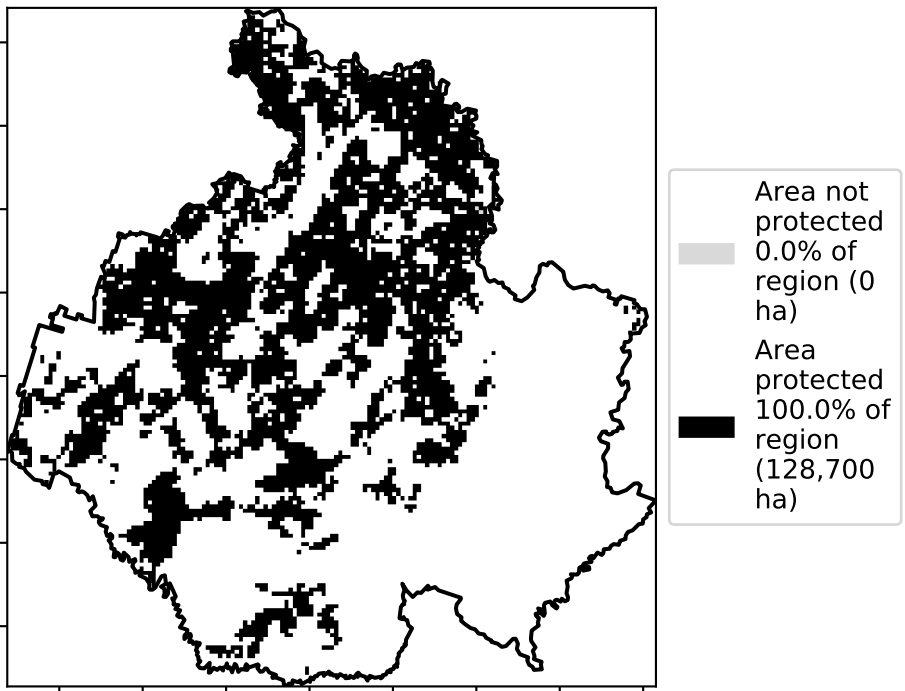 Area not
protected
0.0% of
region (0
ha)
Area
protected
100.0% of
region
(128,700
ha)